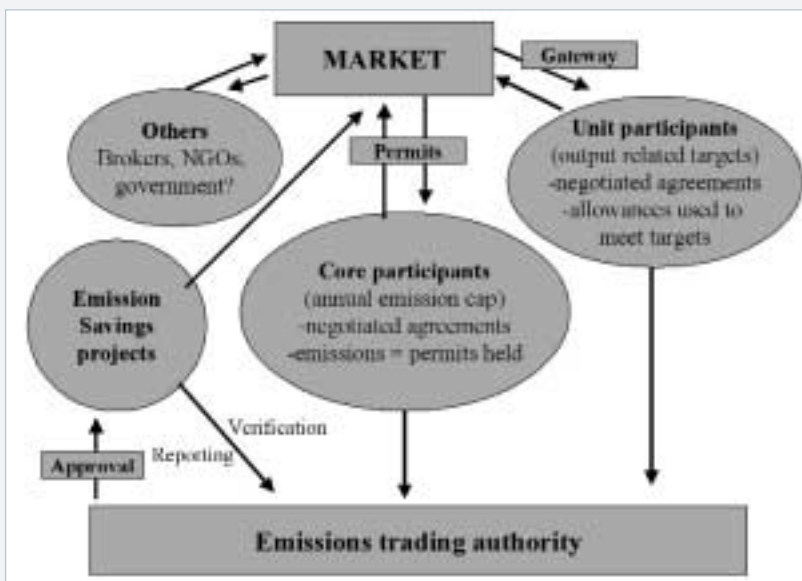 MARKET
Gateway
Others
Brokers, NGOs,
government?
Permits
Unit participants
(output related targets)
-negotiated agreements
-allowances used to
meet targets
Core participants
(annual emission cap)
-negotiated agreements
-emissions = permits held
Emission
Savings
projects
Verification
Reporting
Approval
Emissions trading authority